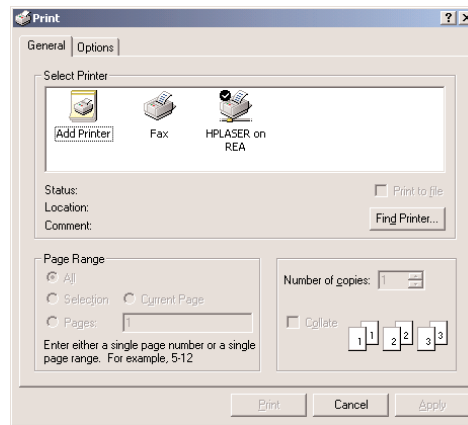 Print
General Options
Select Printer
Add Printer Fax HPLASER on
REA
Status:
Location:
Comment:
Print to file
Find Printer...
Page Range
All
Selection Current Page
Pages: 1
Enter either a single page number or a single
page range. For example, 5-12
Number of copies: 1
Collate
1 1 2 2 3 3
Print Cancel Apply